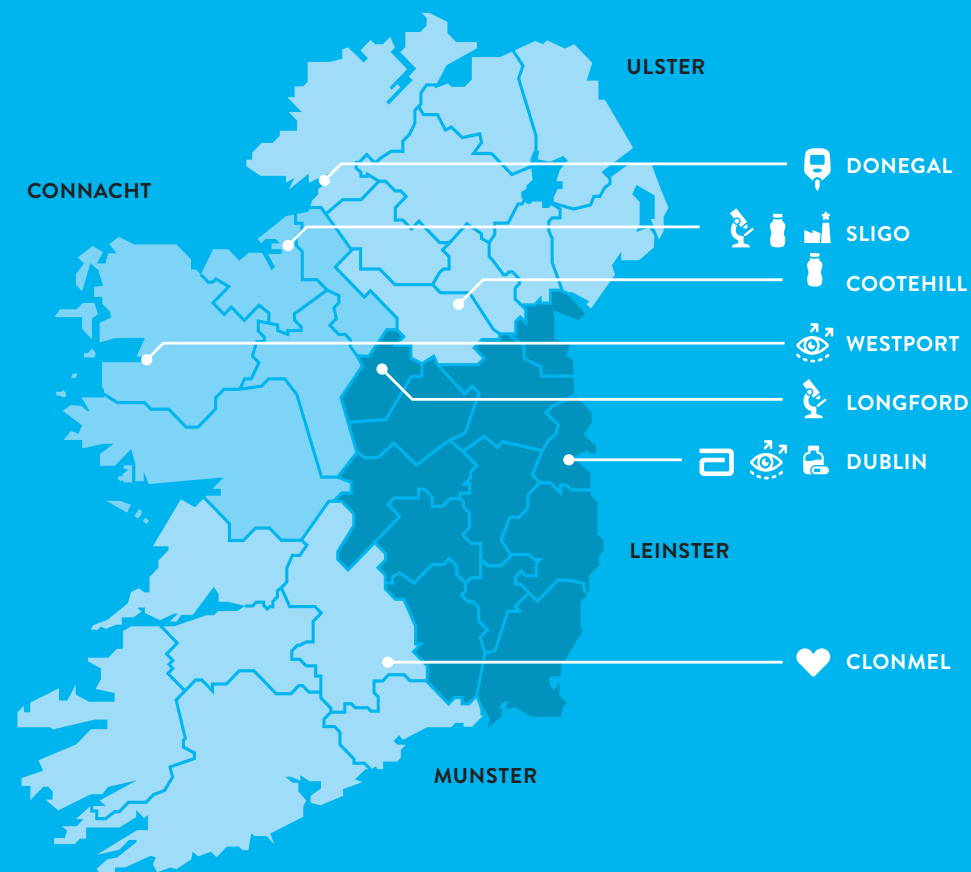 ULSTER
DONEGAL
CONNACHT
SLIGO
COOTEHILL
WESTPORT
LONGFORD
DUBLIN
LEINSTER
CLONMEL
MUNSTER